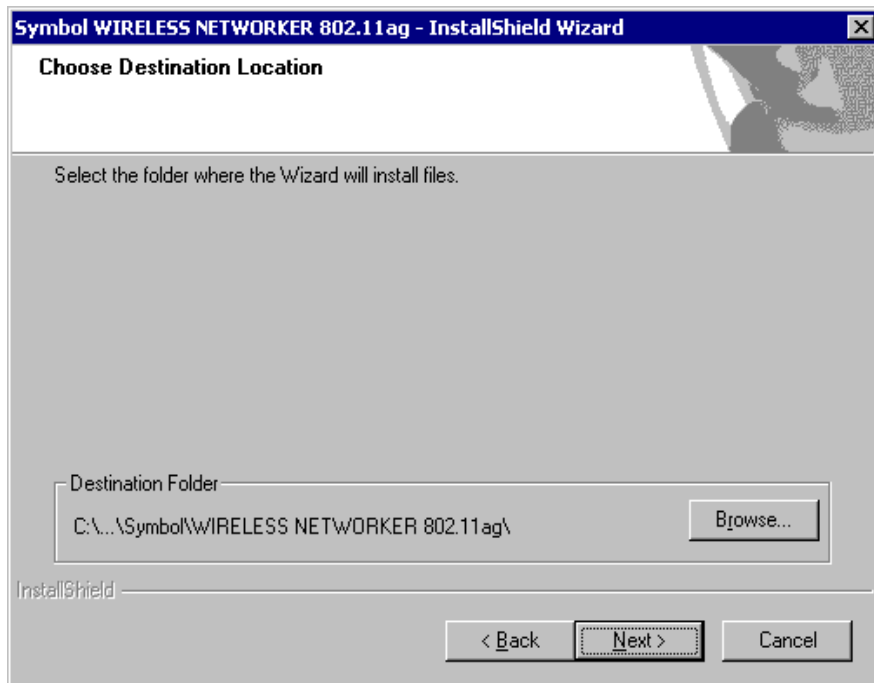 Symbol WIRELESS NETWORKER 802.11ag - InstallShield Wizard
Choose Destination Location
Select the folder where the Wizard will install files.
Destination Folder
C:\...\Symbol\WIRELESS NETWORKER 802.11ag\
Browse...
InstallShield
< Back
Next >
Cancel